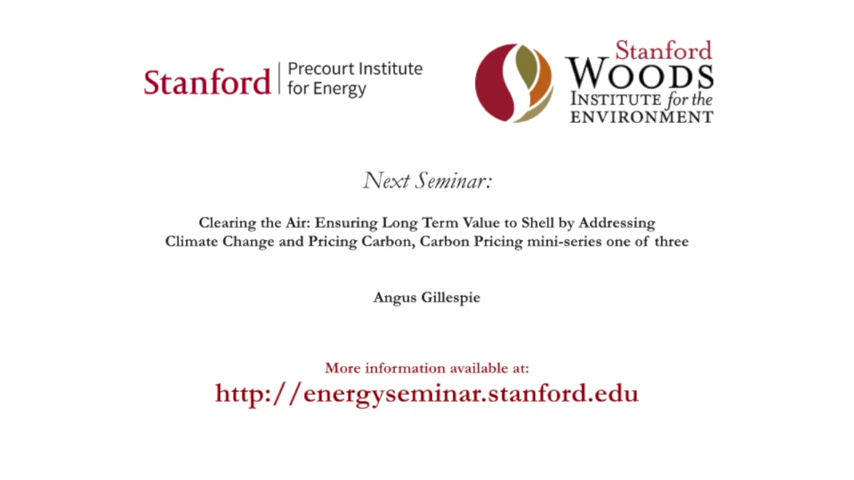 Stanford
Precourt Institute
for Energy
Stanford
WOODS
INSTITUTE for the
ENVIRONMENT
Next Seminar:
Clearing the Air: Ensuring Long Term Value to Shell by Addressing
Climate Change and Pricing Carbon, Carbon Pricing mini-series one of three
Angus Gillespie
More information available at:
http://energyseminar.stanford.edu